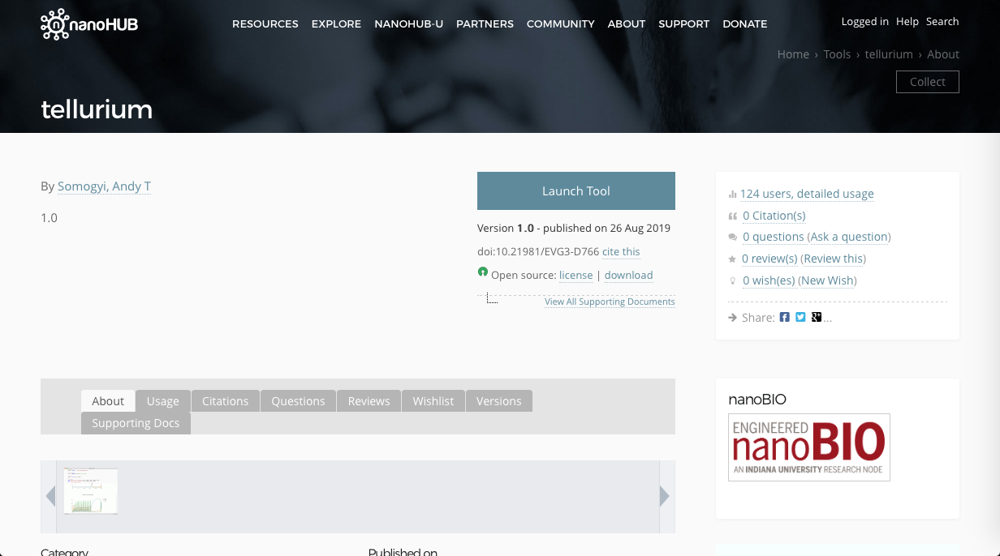 nanoHUB
RESOURCES EXPLORE NANOHUB-U PARTNERS COMMUNITY ABOUT SUPPORT DONATE
Logged in Help Search
Home › Tools › tellurium › About
Collect
tellurium
By Somogyi, Andy T
1.0
Launch Tool
Version 1.0 - published on 26 Aug 2019
doi:10.21981/EVG3-D766 cite this
Open source: license | download
View All Supporting Documents
124 users, detailed usage
0 Citation(s)
0 questions (Ask a question)
0 review(s) (Review this)
0 wish(es) (New Wish)
Share: ...
About Usage Citations Questions Reviews Wishlist Versions
Supporting Docs
nanoBIO
ENGINEERED
nanoBIO
AN INDIANA UNIVERSITY RESEARCH NODE
Category
Published on